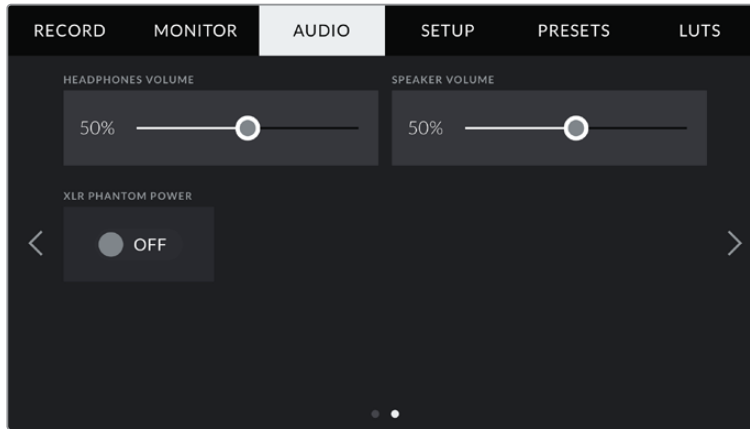 RECORD MONITOR AUDIO SETUP PRESETS LUTS
HEADPHONES VOLUME SPEAKER VOLUME
50% 50%
XLR PHANTOM POWER
OFF